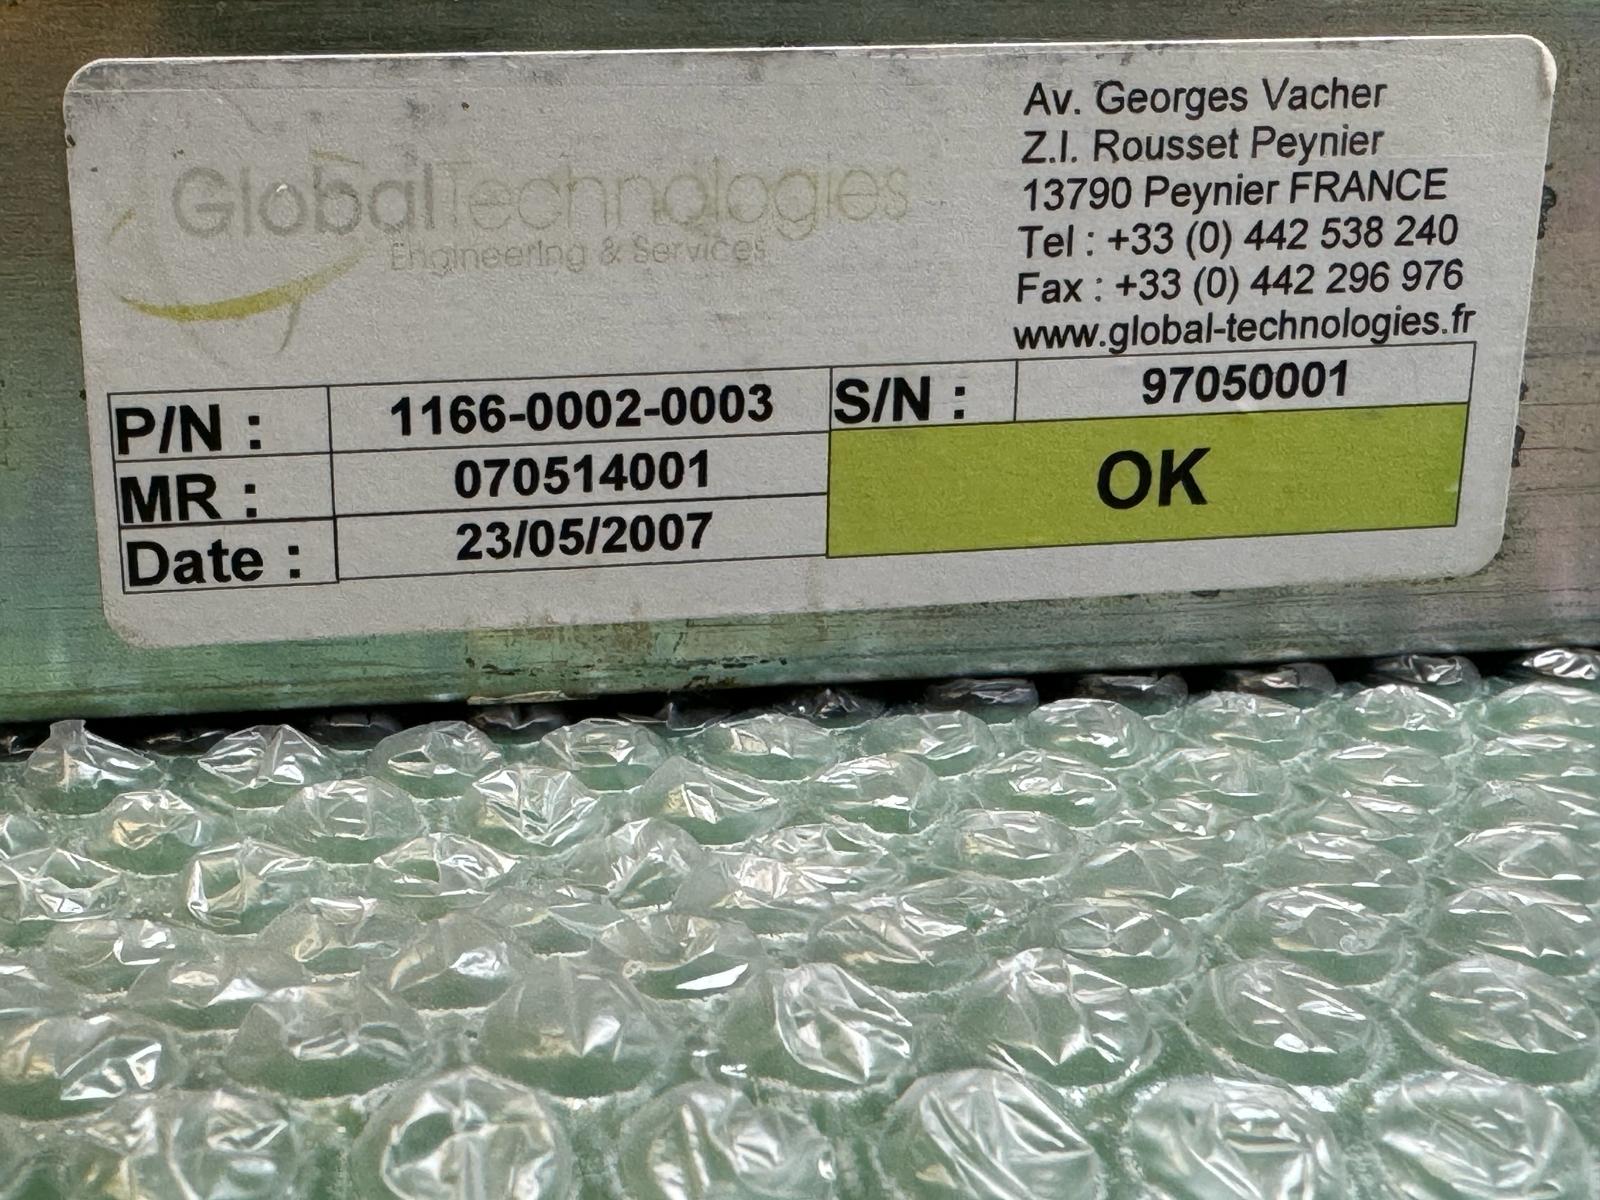 GlobalTechnologies
Engineering & Services
Av. Georges Vacher
Z.I. Rousset Peynier
13790 Peynier FRANCE
Tel : +33 (0) 442 538 240
Fax : +33 (0) 442 296 976
www.global-technologies.fr
P/N : 1166-0002-0003 S/N : 97050001
MR : 070514001 OK
Date : 23/05/2007